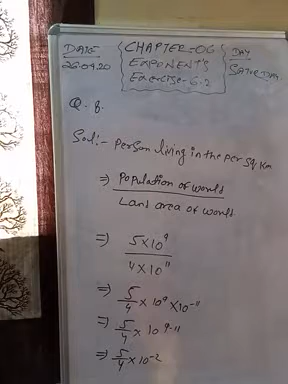 DATE
26.09.20
CHAPTER-06
EXPONENTS
Exercise-6.2
DAY
SATURDAY
Q. 8.
Sol:- Person living in the per sq. km
⇒ Population of world
Land area of world.
⇒ 5×10⁹
4×10¹¹
⇒ 5/4 × 10⁹ × 10⁻¹¹
⇒ 5/4 × 10⁹⁻¹¹
⇒ 5/4 × 10⁻²